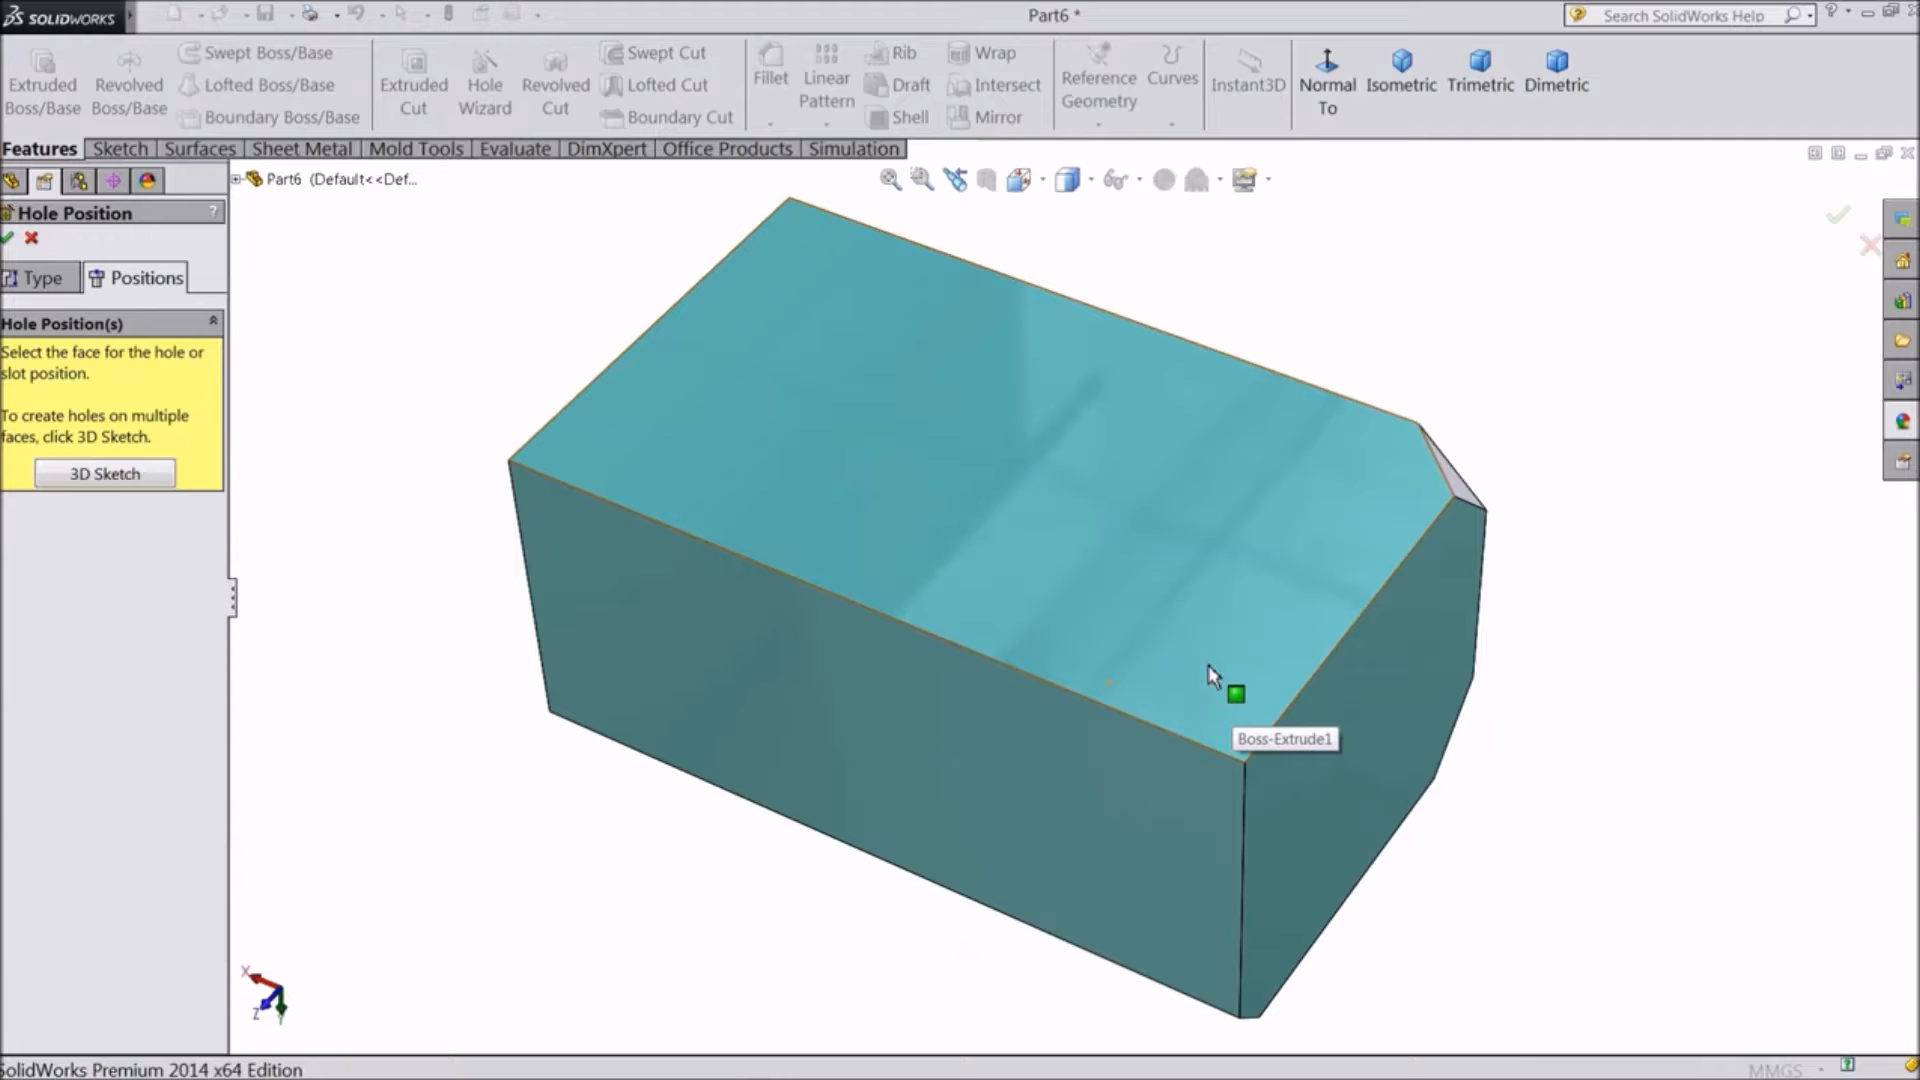 SOLIDWORKS
Part6 *
Search SolidWorks Help
Extruded Boss/Base
Revolved Boss/Base
Swept Boss/Base
Lofted Boss/Base
Boundary Boss/Base
Extruded Cut
Hole Wizard
Revolved Cut
Swept Cut
Lofted Cut
Boundary Cut
Fillet
Linear Pattern
Rib
Draft
Shell
Wrap
Intersect
Mirror
Reference Geometry
Curves
Instant3D
Normal To
Isometric
Trimetric
Dimetric
Features
Sketch
Surfaces
Sheet Metal
Mold Tools
Evaluate
DimXpert
Office Products
Simulation
Part6 (Default<<Def...
Hole Position
?
Type
Positions
Hole Position(s)
Select the face for the hole or
slot position.
To create holes on multiple
faces, click 3D Sketch.
3D Sketch
Boss-Extrude1
X
Z
Y
SolidWorks Premium 2014 x64 Edition
MMGS